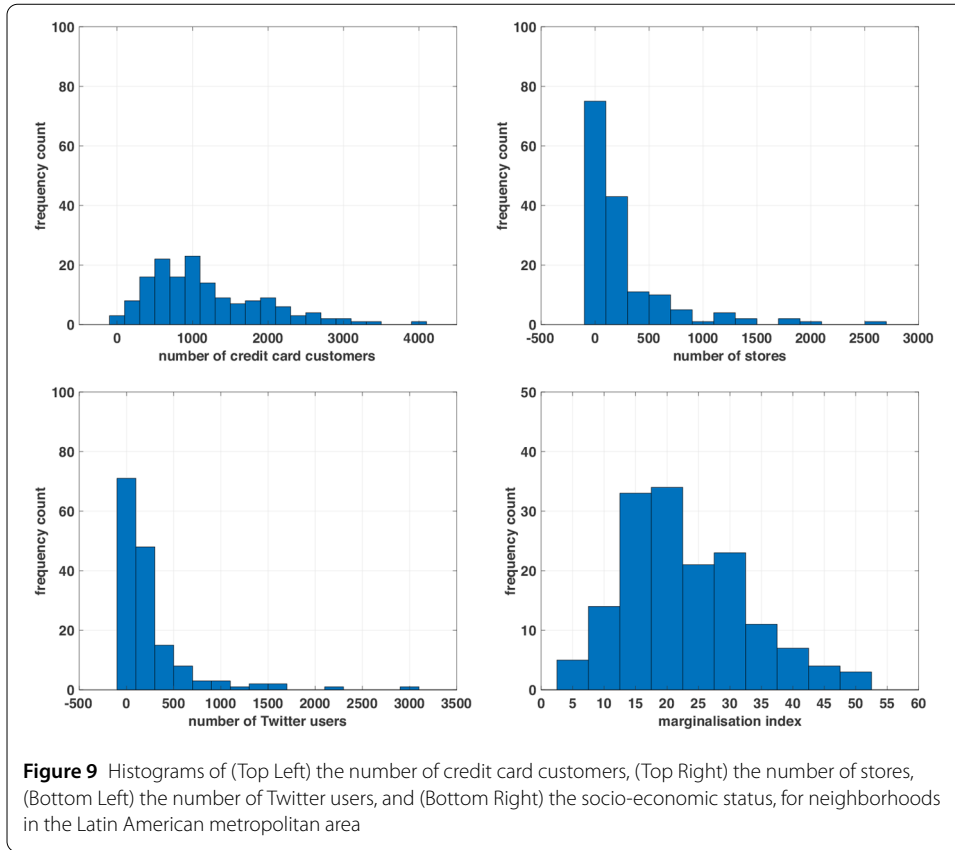 100
80
60
40
20
0
frequency count
0 1000 2000 3000 4000
number of credit card customers
100
80
60
40
20
0
frequency count
-500 0 500 1000 1500 2000 2500 3000
number of stores
100
80
60
40
20
0
frequency count
-500 0 500 1000 1500 2000 2500 3000 3500
number of Twitter users
50
40
30
20
10
0
frequency count
0 5 10 15 20 25 30 35 40 45 50 55 60
marginalisation index
Figure 9 Histograms of (Top Left) the number of credit card customers, (Top Right) the number of stores,
(Bottom Left) the number of Twitter users, and (Bottom Right) the socio-economic status, for neighborhoods
in the Latin American metropolitan area